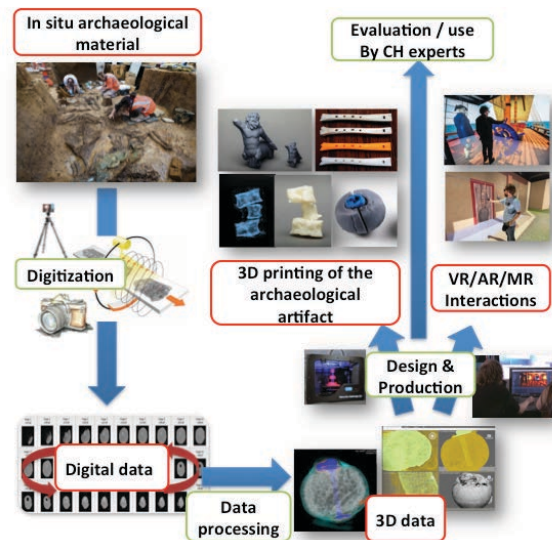 In situ archaeological
material
Evaluation / use
By CH experts
Digitization
3D printing of the
archaeological
artifact
VR/AR/MR
Interactions
Design &
Production
Digital data
Data
processing
3D data